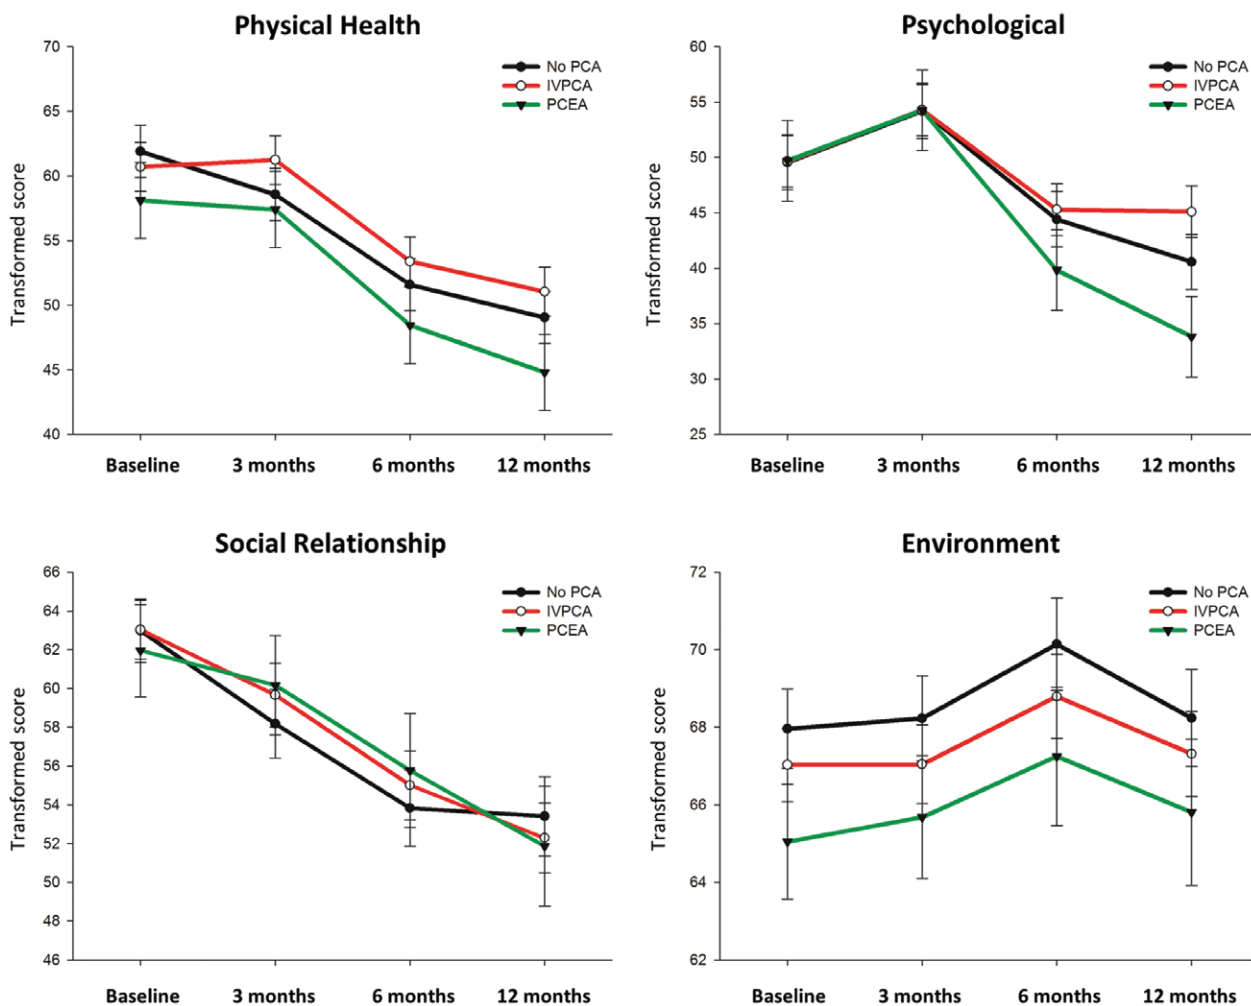 Physical Health
70
65
60
55
50
45
40
Transformed score
No PCA
IVPCA
PCEA
Baseline 3 months 6 months 12 months
Psychological
60
55
50
45
40
35
30
25
Transformed score
No PCA
IVPCA
PCEA
Baseline 3 months 6 months 12 months
Social Relationship
66
64
62
60
58
56
54
52
50
48
46
Transformed score
No PCA
IVPCA
PCEA
Baseline 3 months 6 months 12 months
Environment
72
70
68
66
64
62
Transformed score
No PCA
IVPCA
PCEA
Baseline 3 months 6 months 12 months